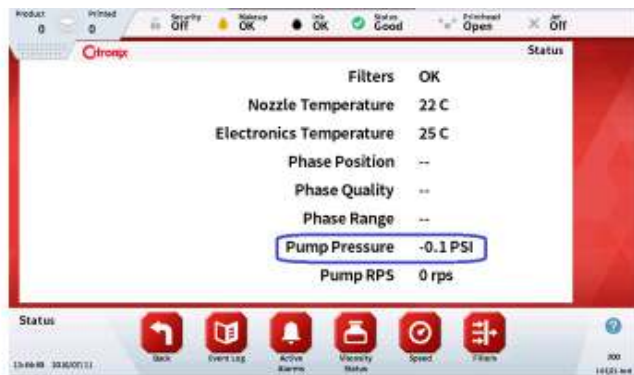 Product Printed Security Makeup Ink Status Printhead Jet
0 0 Off OK OK Good Open Off
Citronix Status
Filters OK
Nozzle Temperature 22 C
Electronics Temperature 25 C
Phase Position --
Phase Quality --
Phase Range --
Pump Pressure -0.1 PSI
Pump RPS 0 rps
Status
Back Event Log Active Alarms Viscosity Status Speed Filters